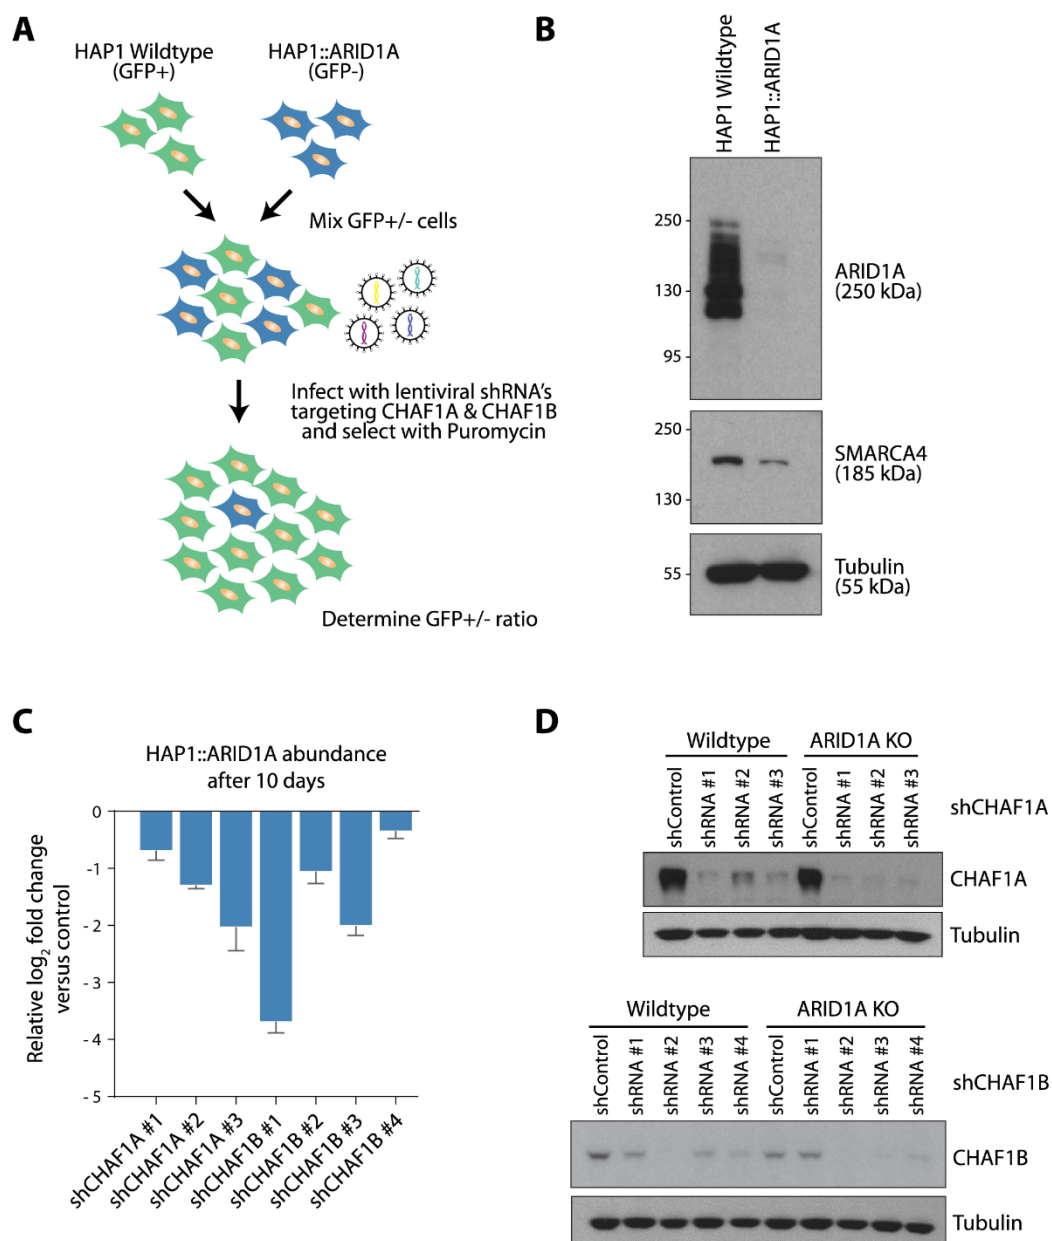 A
HAP1 Wildtype
(GFP+)
HAP1::ARID1A
(GFP-)
Mix GFP+/- cells
Infect with lentiviral shRNA's
targeting CHAF1A & CHAF1B
and select with Puromycin
Determine GFP+/- ratio
B
HAP1 Wildtype
HAP1::ARID1A
250
130
95
ARID1A
(250 kDa)
250
130
SMARCA4
(185 kDa)
55
Tubulin
(55 kDa)
C
HAP1::ARID1A abundance
after 10 days
Relative log₂ fold change
versus control
0
-1
-2
-3
-4
-5
shCHAF1A #1
shCHAF1A #2
shCHAF1A #3
shCHAF1B #1
shCHAF1B #2
shCHAF1B #3
shCHAF1B #4
D
Wildtype
ARID1A KO
shControl
shRNA #1
shRNA #2
shRNA #3
shControl
shRNA #1
shRNA #2
shRNA #3
shCHAF1A
CHAF1A
Tubulin
Wildtype
ARID1A KO
shControl
shRNA #1
shRNA #2
shRNA #3
shRNA #4
shControl
shRNA #1
shRNA #2
shRNA #3
shRNA #4
shCHAF1B
CHAF1B
Tubulin